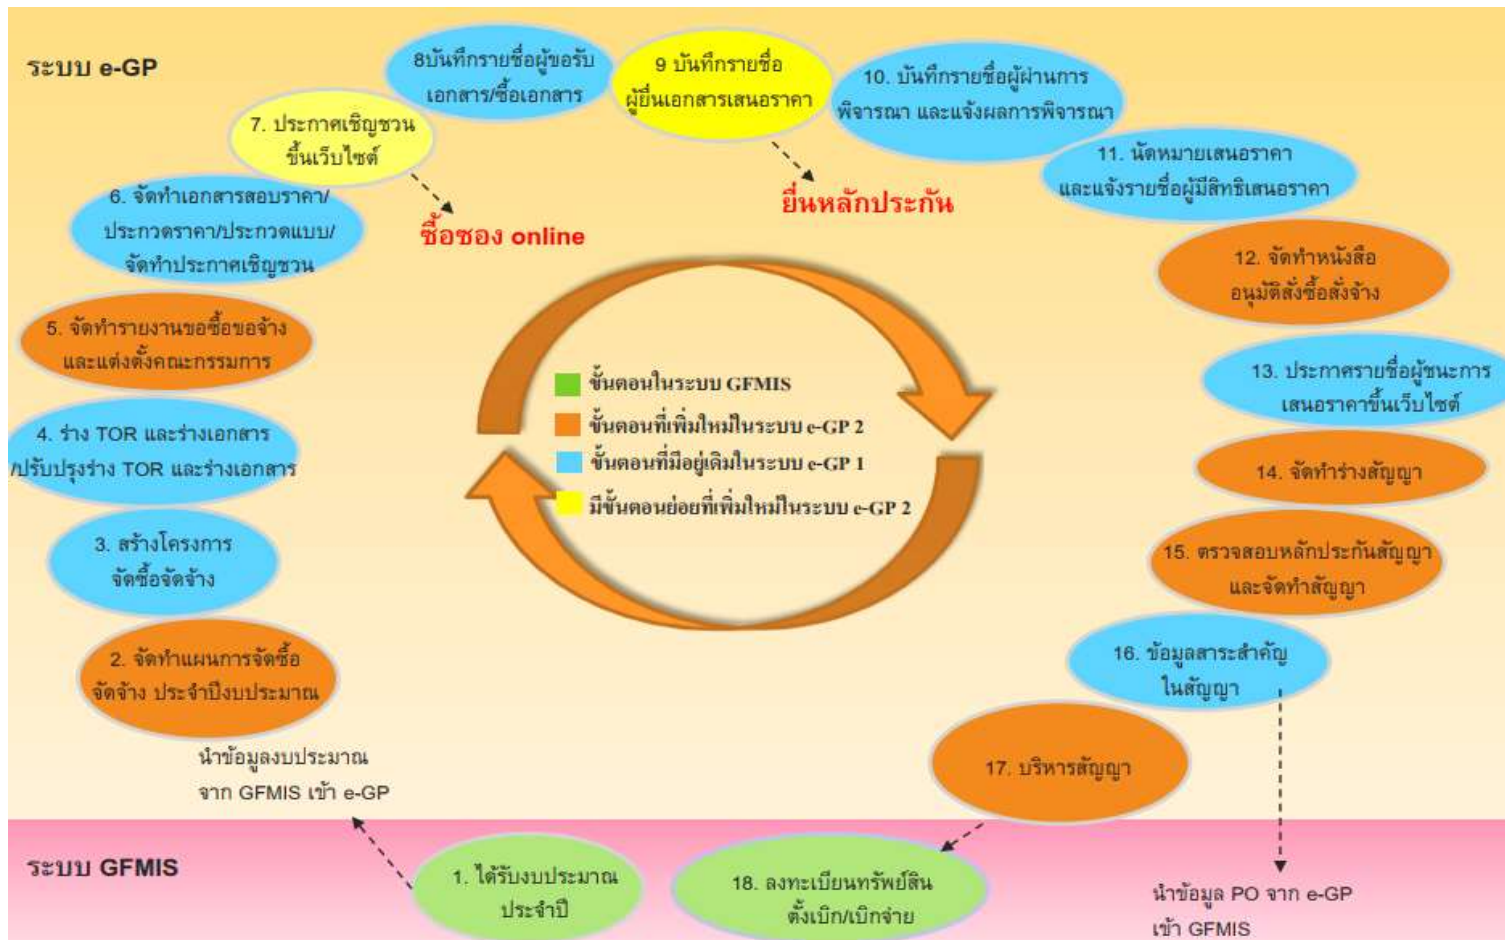 ระบบ e-GP
8บันทึกรายชื่อผู้ขอรับ
เอกสาร/ซื้อเอกสาร
9 บันทึกรายชื่อ
ผู้ยื่นเอกสารเสนอราคา
10. บันทึกรายชื่อผู้ผ่านการ
พิจารณา และแจ้งผลการพิจารณา
7. ประกาศเชิญชวน
ขึ้นเว็บไซต์
11. นัดหมายเสนอราคา
และแจ้งรายชื่อผู้มีสิทธิเสนอราคา
6. จัดทำเอกสารสอบราคา/
ประกวดราคา/ประกวดแบบ/
จัดทำประกาศเชิญชวน
ซื้อซอง online
ยื่นหลักประกัน
12. จัดทำหนังสือ
อนุมัติสั่งซื้อสั่งจ้าง
5. จัดทำรายงานขอซื้อขอจ้าง
และแต่งตั้งคณะกรรมการ
13. ประกาศรายชื่อผู้ชนะการ
เสนอราคาขึ้นเว็บไซต์
ขั้นตอนในระบบ GFMIS
ขั้นตอนที่เพิ่มใหม่ในระบบ e-GP 2
ขั้นตอนที่มีอยู่เดิมในระบบ e-GP 1
มีขั้นตอนย่อยที่เพิ่มใหม่ในระบบ e-GP 2
4. ร่าง TOR และร่างเอกสาร
/ปรับปรุงร่าง TOR และร่างเอกสาร
14. จัดทำร่างสัญญา
3. สร้างโครงการ
จัดซื้อจัดจ้าง
15. ตรวจสอบหลักประกันสัญญา
และจัดทำสัญญา
2. จัดทำแผนการจัดซื้อ
จัดจ้าง ประจำปีงบประมาณ
16. ข้อมูลสาระสำคัญ
ในสัญญา
นำข้อมูลงบประมาณ
จาก GFMIS เข้า e-GP
17. บริหารสัญญา
ระบบ GFMIS
1. ได้รับงบประมาณ
ประจำปี
18. ลงทะเบียนทรัพย์สิน
ตั้งเบิก/เบิกจ่าย
นำข้อมูล PO จาก e-GP
เข้า GFMIS